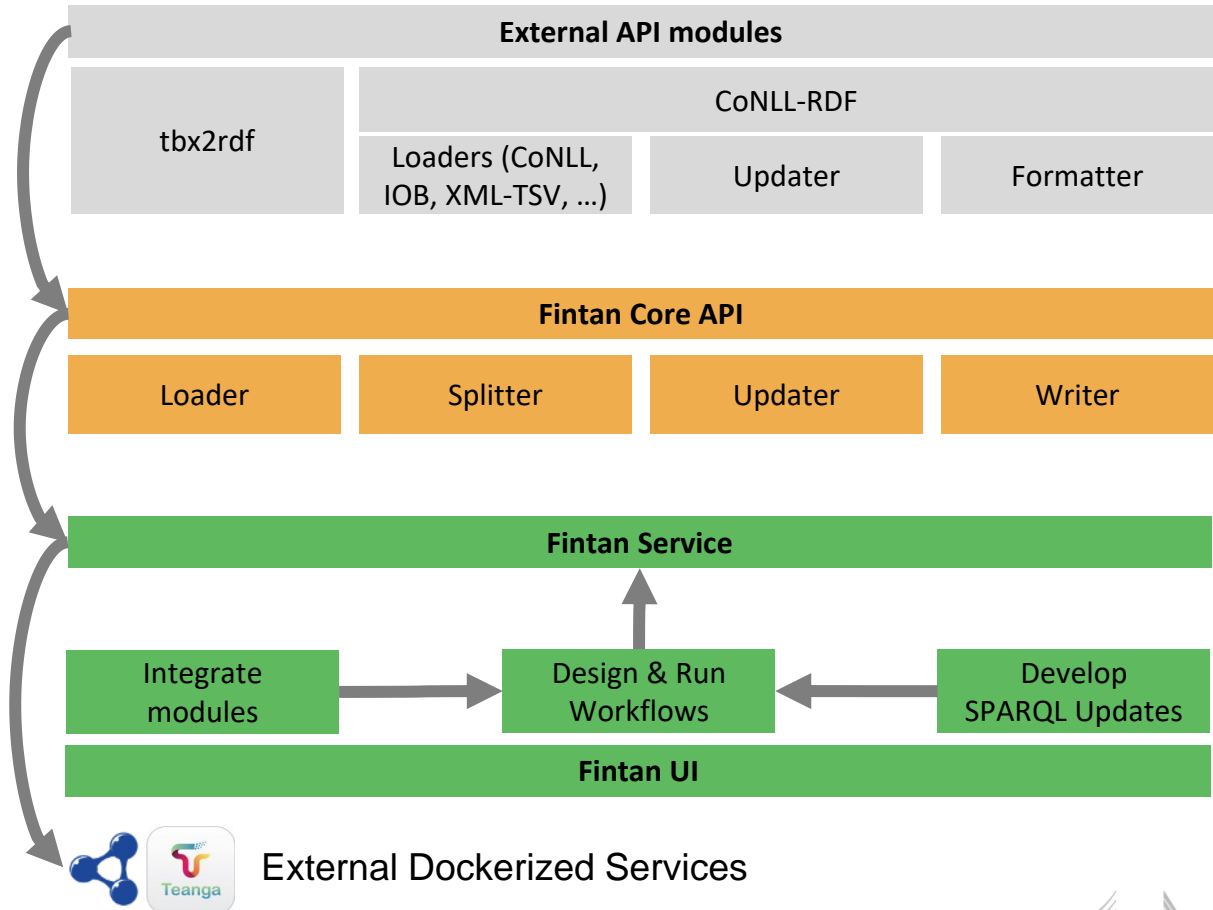 External API modules
tbx2rdf
CoNLL-RDF
Loaders (CoNLL,
IOB, XML-TSV, …)
Updater
Formatter
Fintan Core API
Loader
Splitter
Updater
Writer
Fintan Service
Integrate
modules
Design & Run
Workflows
Develop
SPARQL Updates
Fintan UI
Teanga
External Dockerized Services